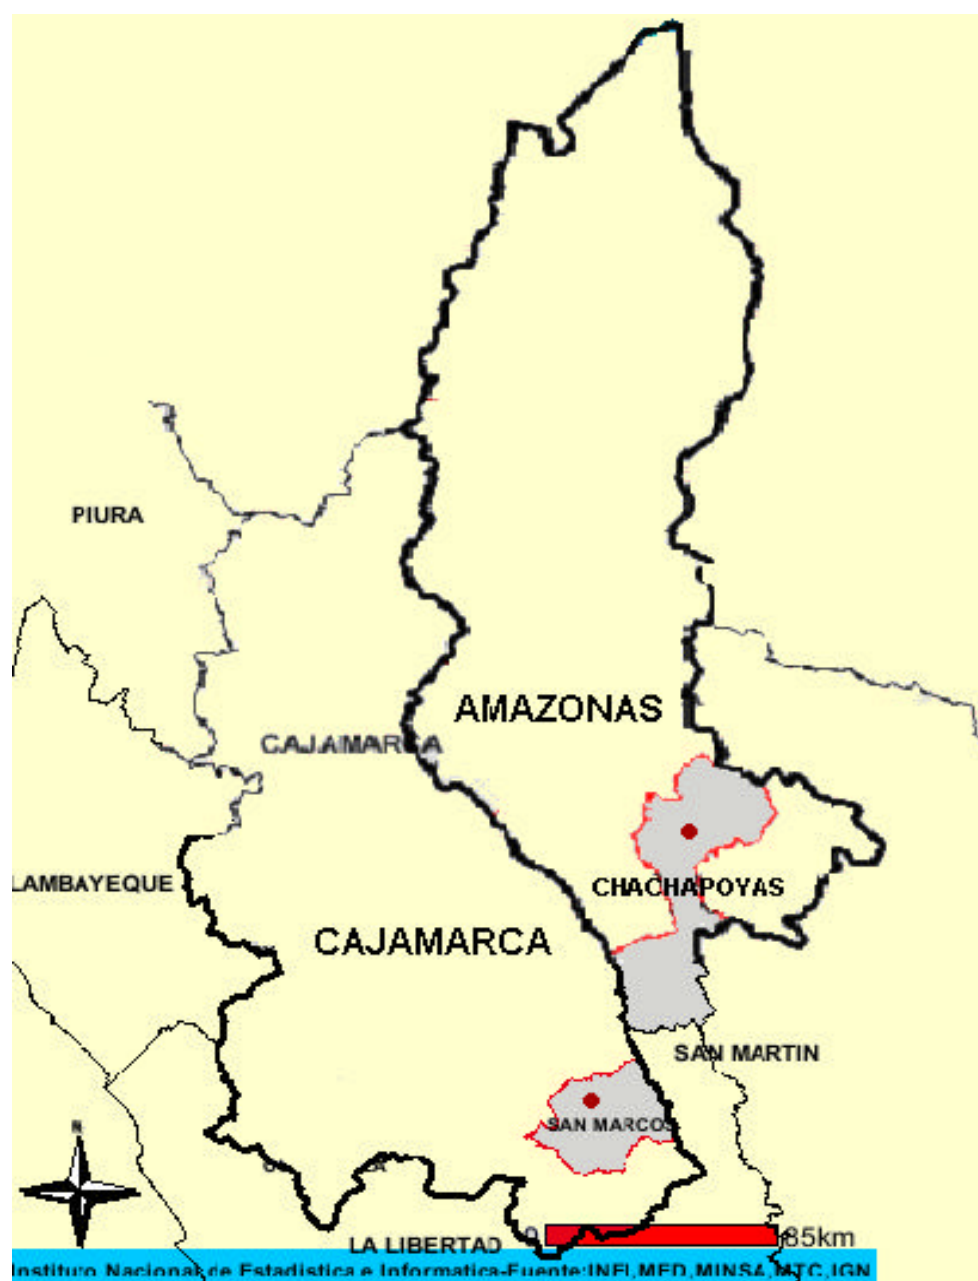 PIURA
AMAZONAS
CAJAMARCA
LAMBAYEQUE
CHACHAPOYAS
CAJAMARCA
SAN MARTIN
SAN MARCOS
N
LA LIBERTAD
0 85km
Instituto Nacional de Estadistica e Informatica-Fuente:INEI,MED,MINSA,MTC,IGN